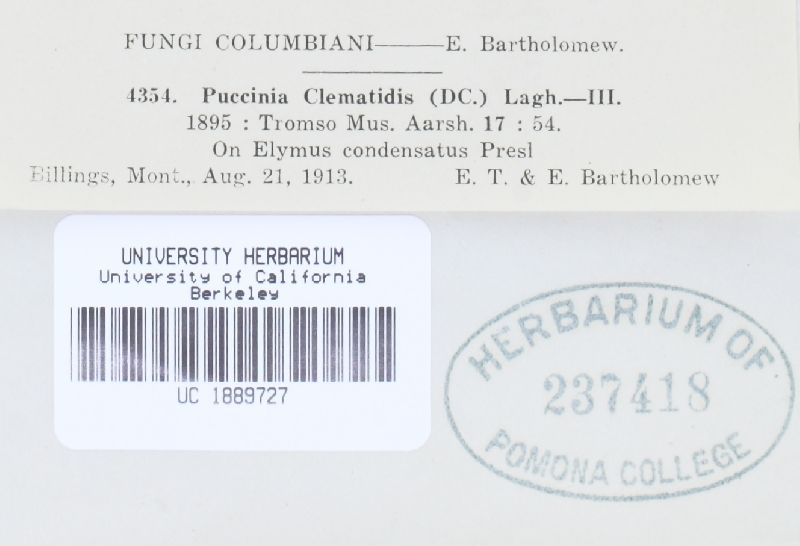 FUNGI COLUMBIANI——E. Bartholomew.
4354. Puccinia Clematidis (DC.) Lagh.—III.
1895 : Tromso Mus. Aarsh. 17 : 54.
On Elymus condensatus Presl
Billings, Mont., Aug. 21, 1913. E. T. & E. Bartholomew
UNIVERSITY HERBARIUM
University of California
Berkeley
UC 1889727
HERBARIUM OF
237418
POMONA COLLEGE